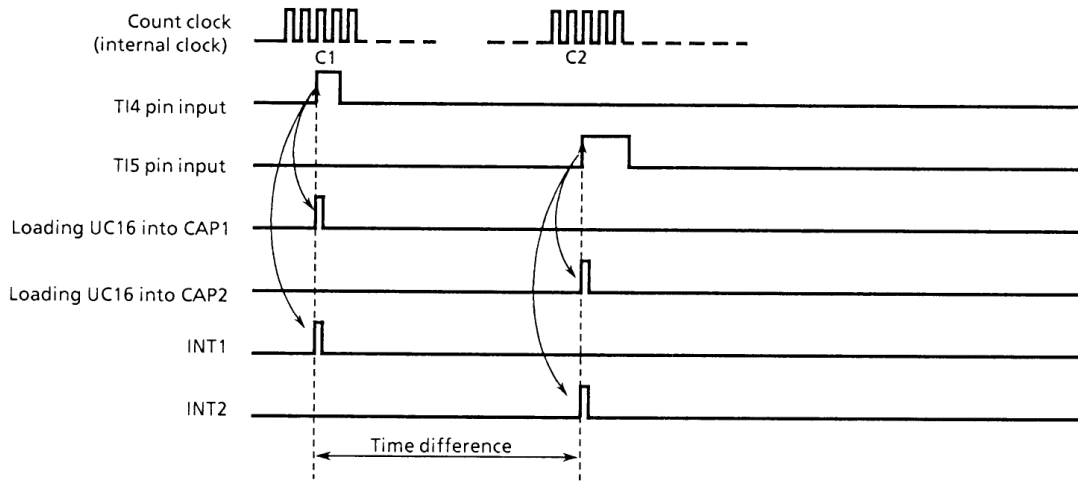 Count clock
(internal clock)
C1
C2
TI4 pin input
TI5 pin input
Loading UC16 into CAP1
Loading UC16 into CAP2
INT1
INT2
Time difference